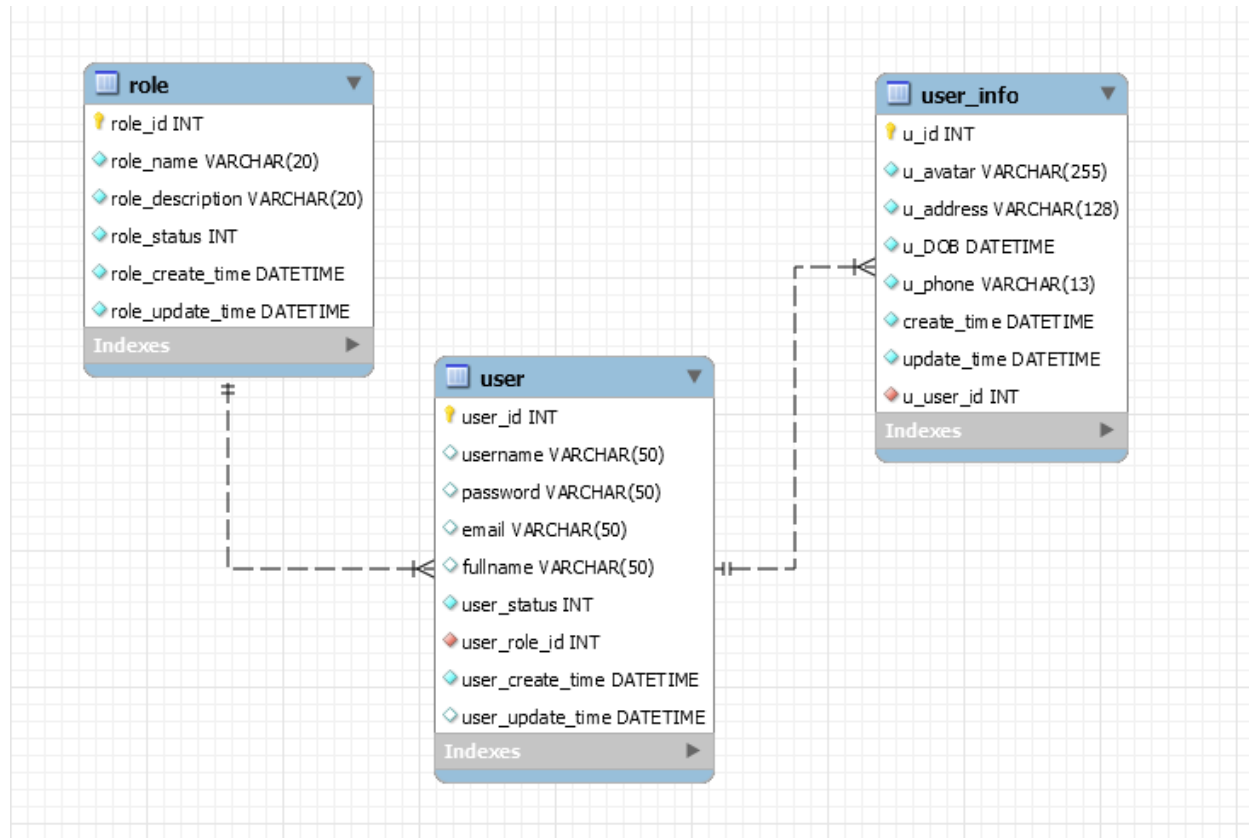 role
role_id INT
role_name VARCHAR(20)
role_description VARCHAR(20)
role_status INT
role_create_time DATETIME
role_update_time DATETIME
Indexes
user
user_id INT
username VARCHAR(50)
password VARCHAR(50)
email VARCHAR(50)
fullname VARCHAR(50)
user_status INT
user_role_id INT
user_create_time DATETIME
user_update_time DATETIME
Indexes
user_info
u_id INT
u_avatar VARCHAR(255)
u_address VARCHAR(128)
u_DOB DATETIME
u_phone VARCHAR(13)
create_time DATETIME
update_time DATETIME
u_user_id INT
Indexes